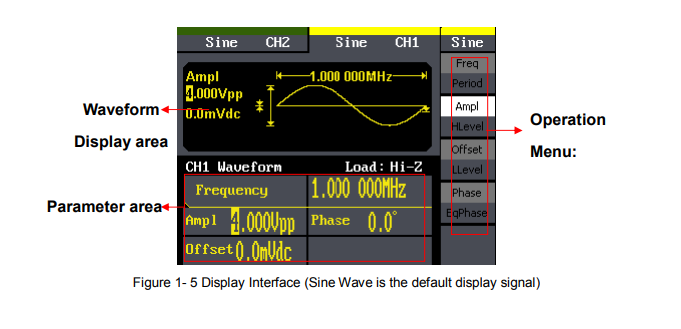 Sine CH2 Sine CH1 Sine
Ampl
4.000Vpp
0.0mVdc
1.000 000MHz
Freq
Period
Ampl
HLevel
Offset
LLevel
Phase
EqPhase
Waveform
Display area
Operation
Menu:
CH1 Waveform Load: Hi-Z
Frequency 1.000 000MHz
Ampl 4.000Vpp Phase 0.0°
Offset 0.0mVdc
Parameter area
Figure 1- 5 Display Interface (Sine Wave is the default display signal)